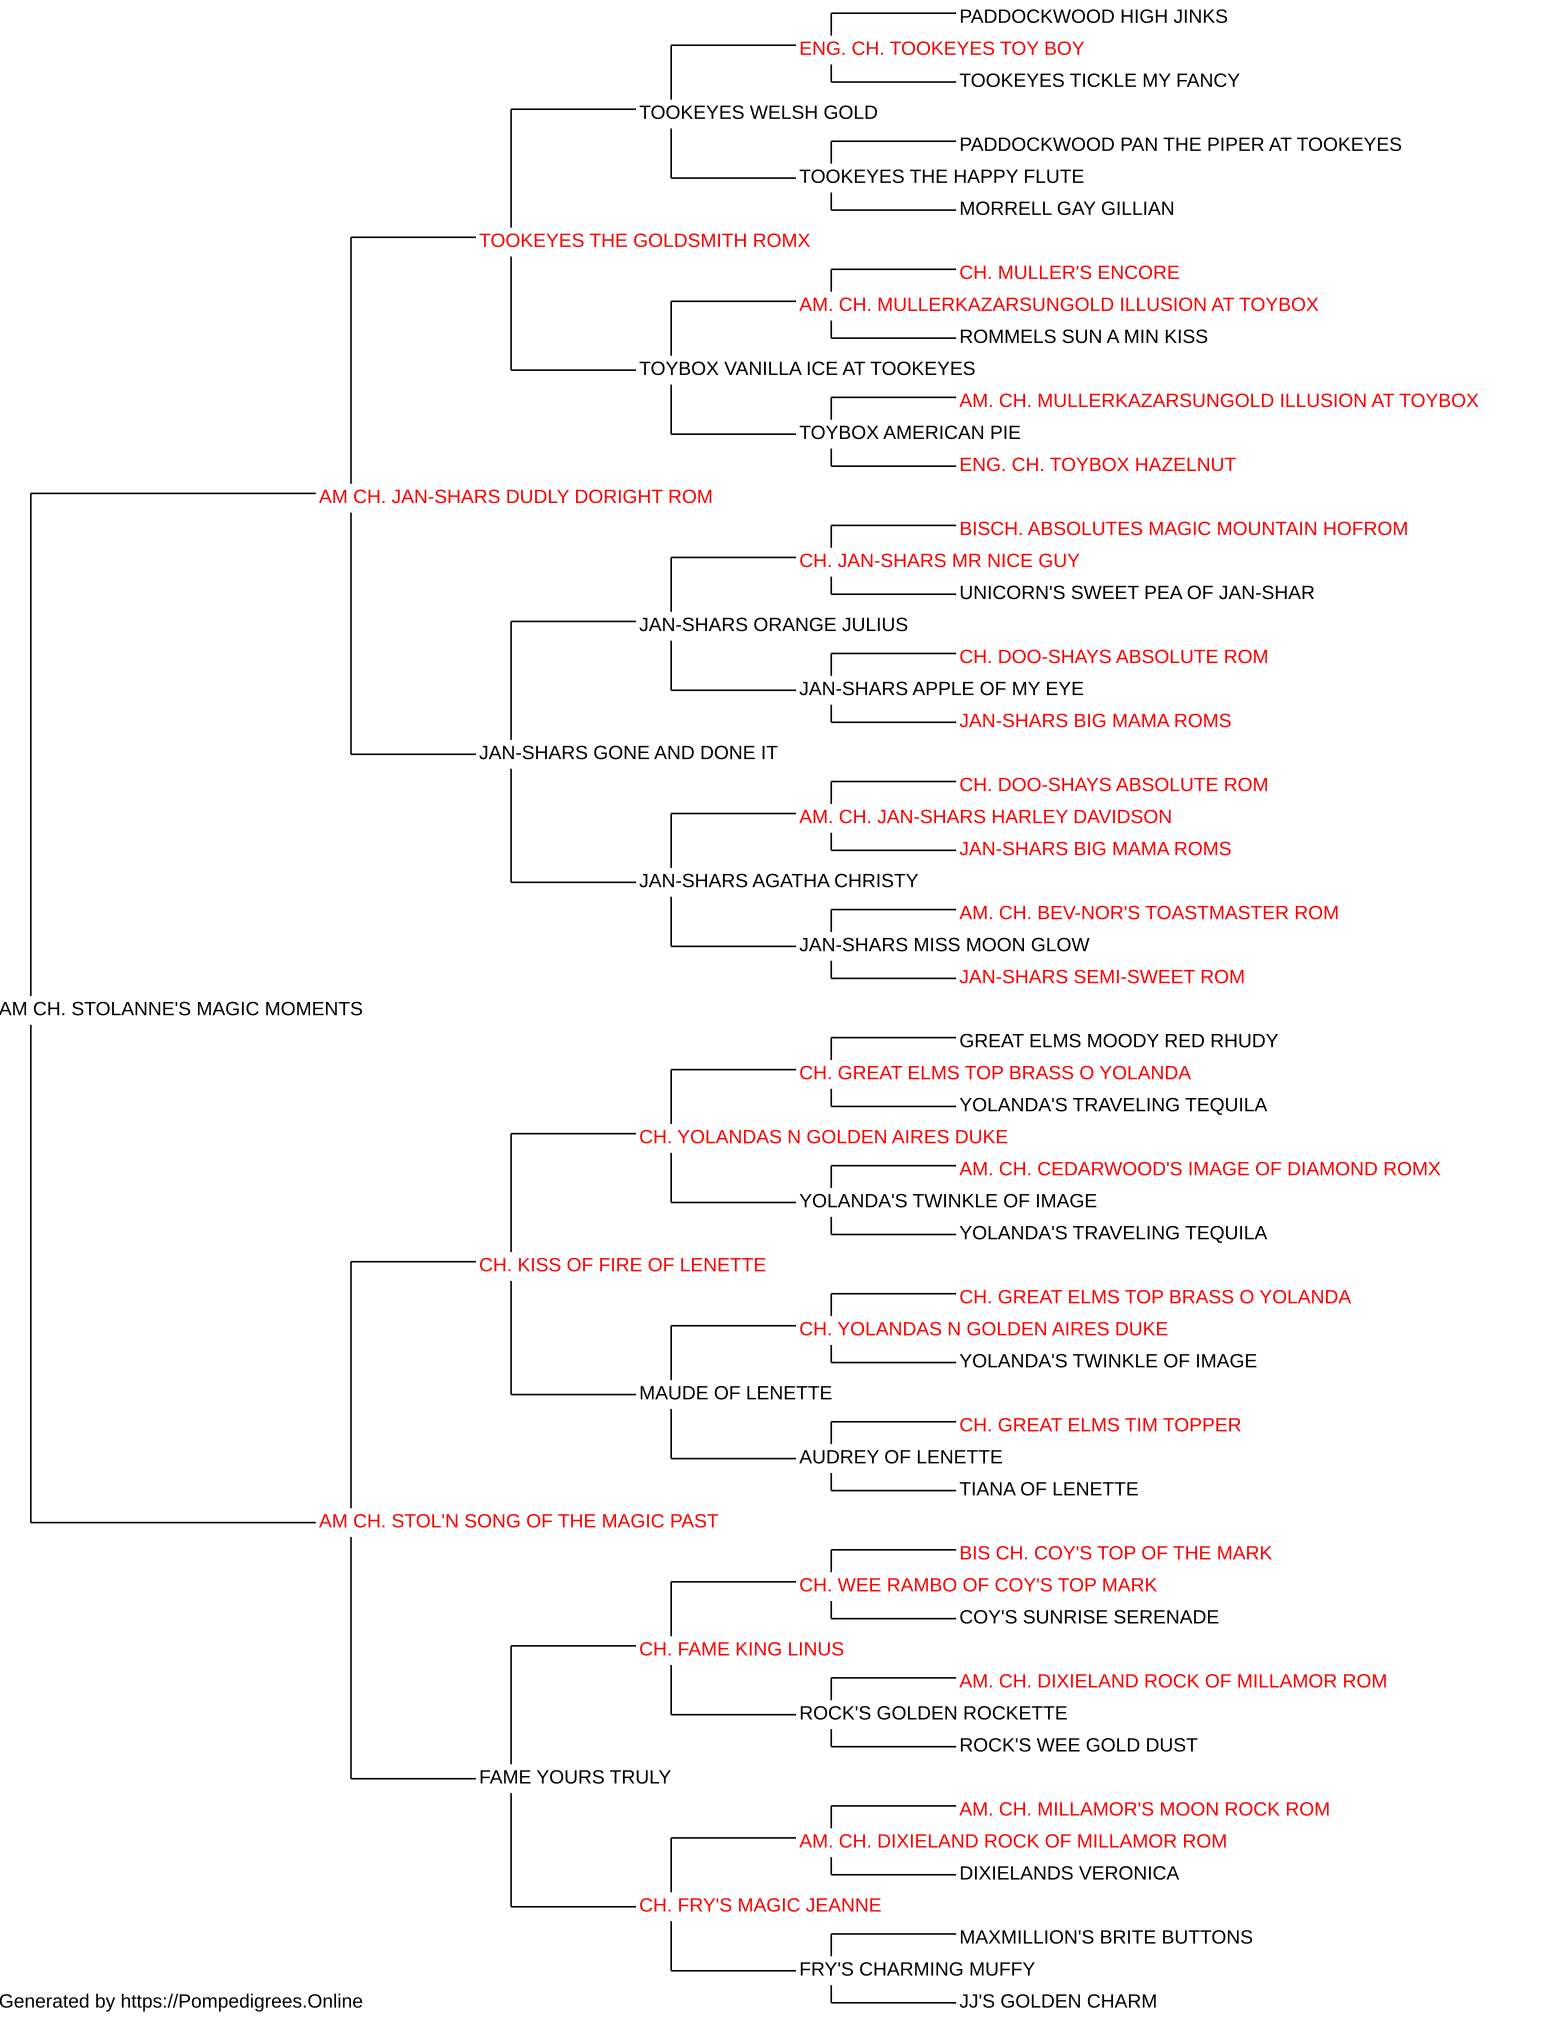 PADDOCKWOOD HIGH JINKS
ENG. CH. TOOKEYES TOY BOY
TOOKEYES TICKLE MY FANCY
TOOKEYES WELSH GOLD
PADDOCKWOOD PAN THE PIPER AT TOOKEYES
TOOKEYES THE HAPPY FLUTE
MORRELL GAY GILLIAN
TOOKEYES THE GOLDSMITH ROMX
CH. MULLER'S ENCORE
AM. CH. MULLERKAZARSUNGOLD ILLUSION AT TOYBOX
ROMMELS SUN A MIN KISS
TOYBOX VANILLA ICE AT TOOKEYES
AM. CH. MULLERKAZARSUNGOLD ILLUSION AT TOYBOX
TOYBOX AMERICAN PIE
ENG. CH. TOYBOX HAZELNUT
AM CH. JAN-SHARS DUDLY DORIGHT ROM
BISCH. ABSOLUTES MAGIC MOUNTAIN HOFROM
CH. JAN-SHARS MR NICE GUY
UNICORN'S SWEET PEA OF JAN-SHAR
JAN-SHARS ORANGE JULIUS
CH. DOO-SHAYS ABSOLUTE ROM
JAN-SHARS APPLE OF MY EYE
JAN-SHARS BIG MAMA ROMS
JAN-SHARS GONE AND DONE IT
CH. DOO-SHAYS ABSOLUTE ROM
AM. CH. JAN-SHARS HARLEY DAVIDSON
JAN-SHARS BIG MAMA ROMS
JAN-SHARS AGATHA CHRISTY
AM. CH. BEV-NOR'S TOASTMASTER ROM
JAN-SHARS MISS MOON GLOW
JAN-SHARS SEMI-SWEET ROM
AM CH. STOLANNE'S MAGIC MOMENTS
GREAT ELMS MOODY RED RHUDY
CH. GREAT ELMS TOP BRASS O YOLANDA
YOLANDA'S TRAVELING TEQUILA
CH. YOLANDAS N GOLDEN AIRES DUKE
AM. CH. CEDARWOOD'S IMAGE OF DIAMOND ROMX
YOLANDA'S TWINKLE OF IMAGE
YOLANDA'S TRAVELING TEQUILA
CH. KISS OF FIRE OF LENETTE
CH. GREAT ELMS TOP BRASS O YOLANDA
CH. YOLANDAS N GOLDEN AIRES DUKE
YOLANDA'S TWINKLE OF IMAGE
MAUDE OF LENETTE
CH. GREAT ELMS TIM TOPPER
AUDREY OF LENETTE
TIANA OF LENETTE
AM CH. STOL'N SONG OF THE MAGIC PAST
BIS CH. COY'S TOP OF THE MARK
CH. WEE RAMBO OF COY'S TOP MARK
COY'S SUNRISE SERENADE
CH. FAME KING LINUS
AM. CH. DIXIELAND ROCK OF MILLAMOR ROM
ROCK'S GOLDEN ROCKETTE
ROCK'S WEE GOLD DUST
FAME YOURS TRULY
AM. CH. MILLAMOR'S MOON ROCK ROM
AM. CH. DIXIELAND ROCK OF MILLAMOR ROM
DIXIELANDS VERONICA
CH. FRY'S MAGIC JEANNE
MAXMILLION'S BRITE BUTTONS
FRY'S CHARMING MUFFY
JJ'S GOLDEN CHARM
Generated by https://Pompedigrees.Online